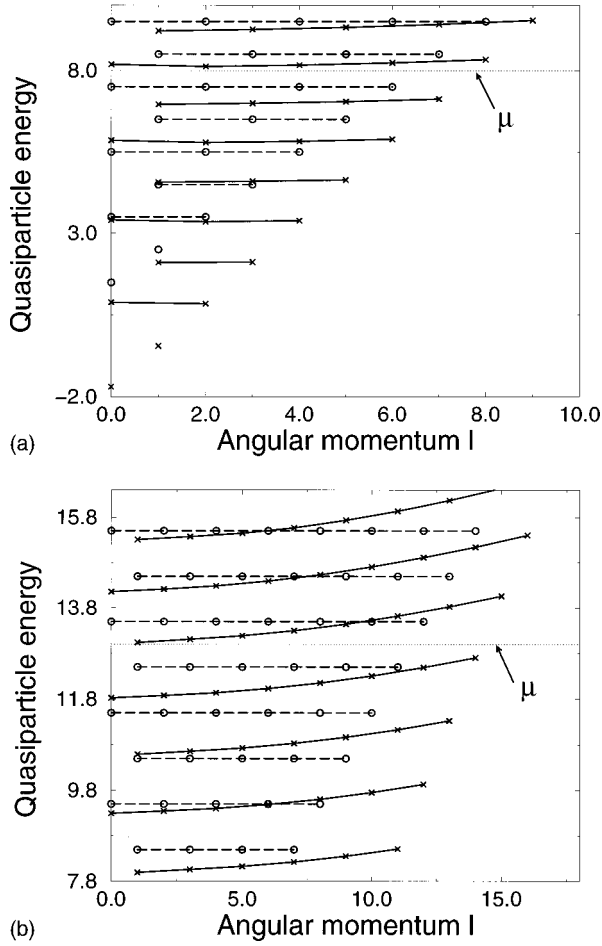 8.0
3.0
−2.0
Quasiparticle energy
μ
0.0 2.0 4.0 6.0 8.0 10.0
(a)
Angular momentum l
15.8
13.8
11.8
9.8
7.8
Quasiparticle energy
μ
0.0 5.0 10.0 15.0
(b)
Angular momentum l